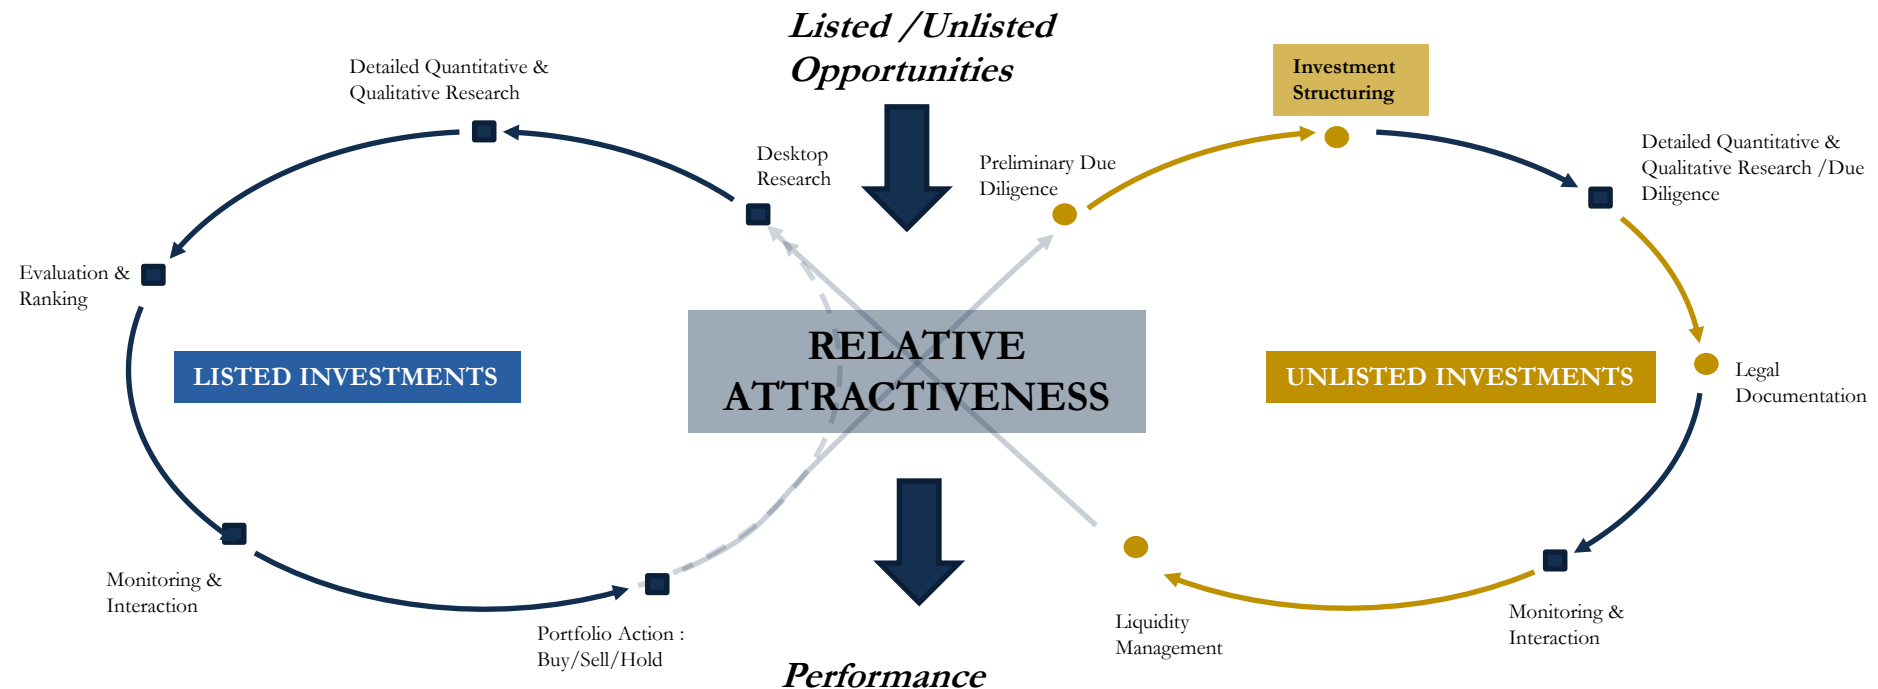 Listed /Unlisted
Opportunities
Detailed Quantitative &
Qualitative Research
Desktop
Research
Evaluation &
Ranking
LISTED INVESTMENTS
Monitoring &
Interaction
Portfolio Action :
Buy/Sell/Hold
RELATIVE
ATTRACTIVENESS
Preliminary Due
Diligence
Investment
Structuring
Detailed Quantitative &
Qualitative Research /Due
Diligence
UNLISTED INVESTMENTS
Legal
Documentation
Monitoring &
Interaction
Liquidity
Management
Performance